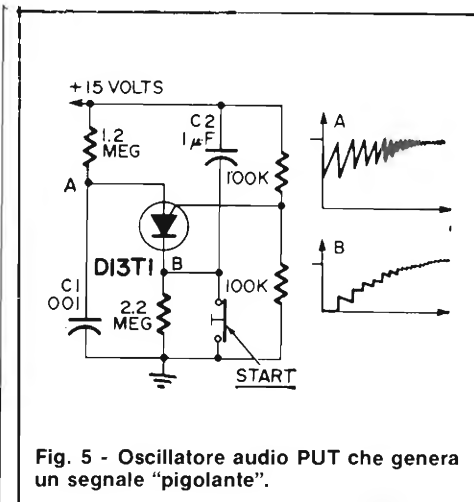 +15 VOLTS
C2
1µF
1.2
MEG
100K
A
A
D13T1
B
B
C1
001
2.2
MEG
100K
START
Fig. 5 - Oscillatore audio PUT che genera
un segnale “pigolante”.